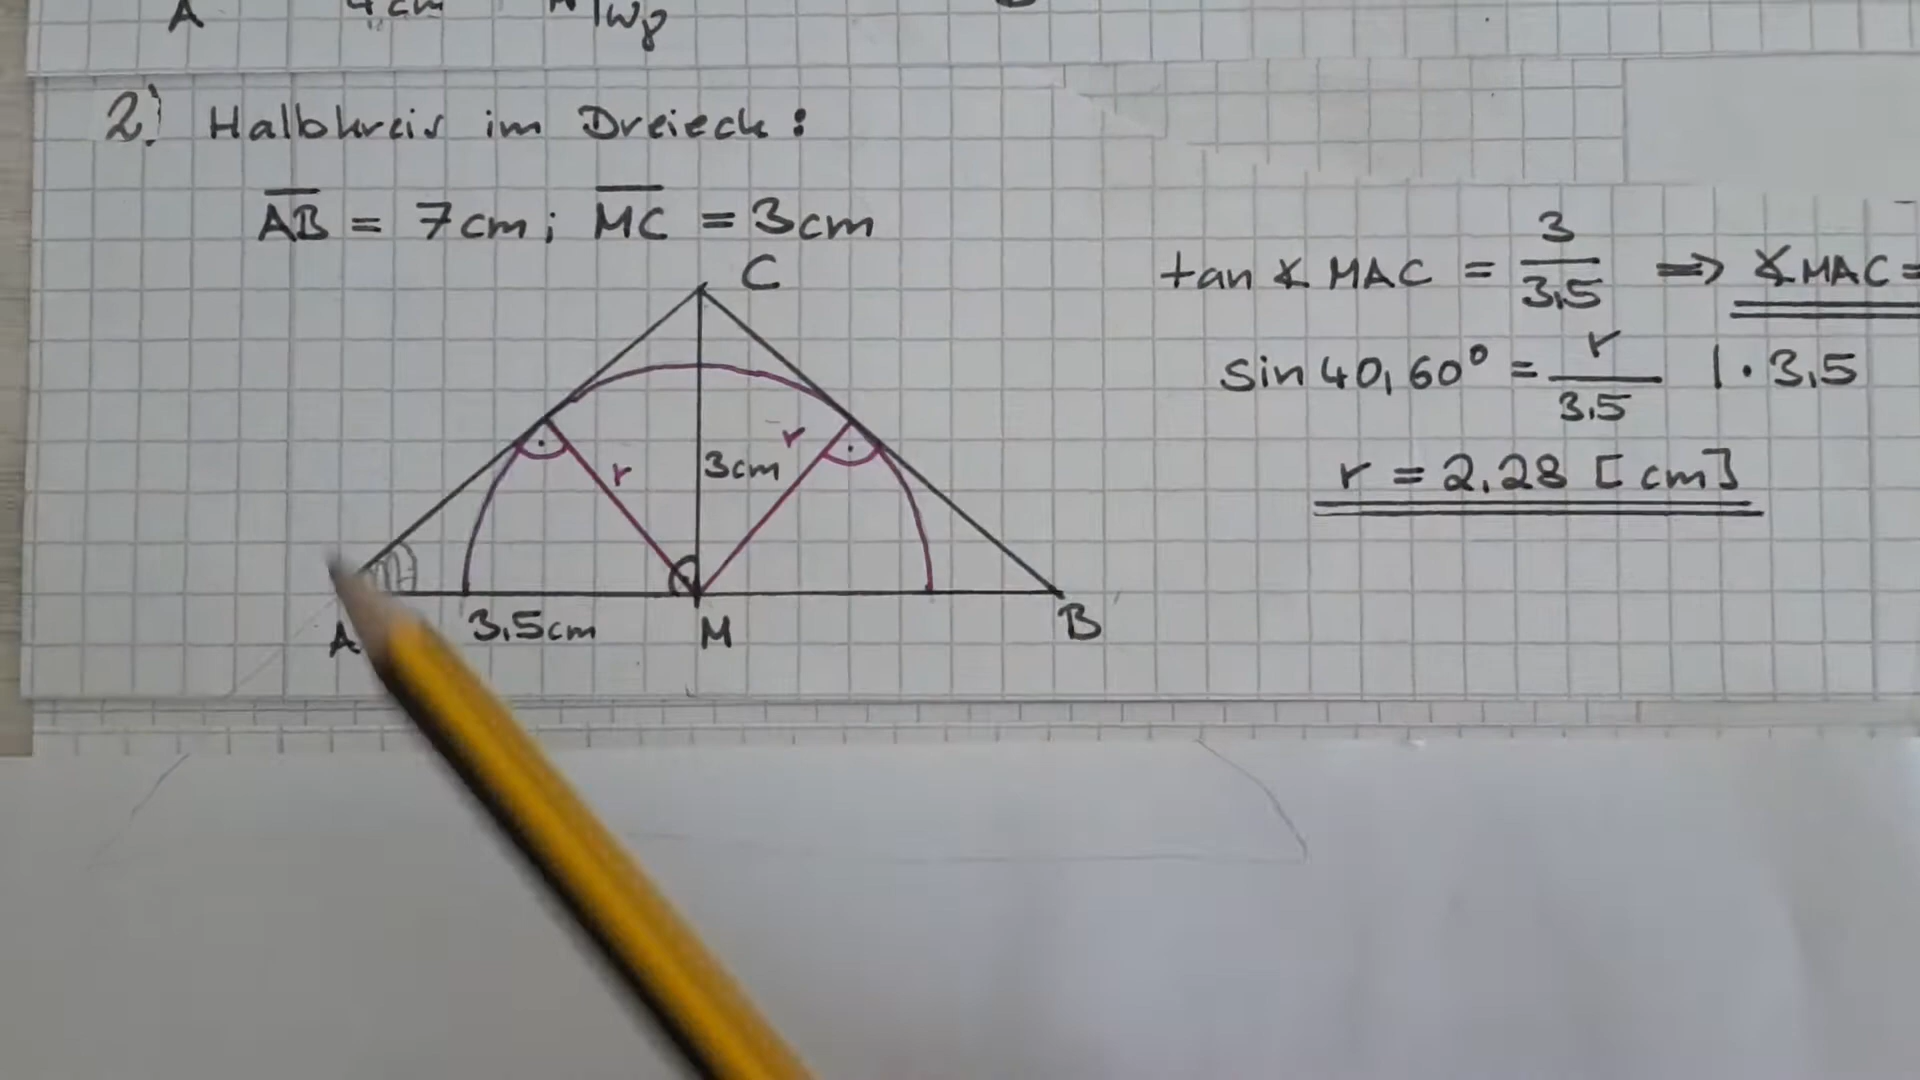 A 4cm
2) Halbkreis im Dreieck:
AB = 7cm; MC = 3cm
C
r
3cm
r
A 3,5cm M B
tan ∡ MAC = 3/3,5 ⇒ ∡MAC =
sin 40,60° = r/3,5 | · 3,5
r = 2,28 [cm]